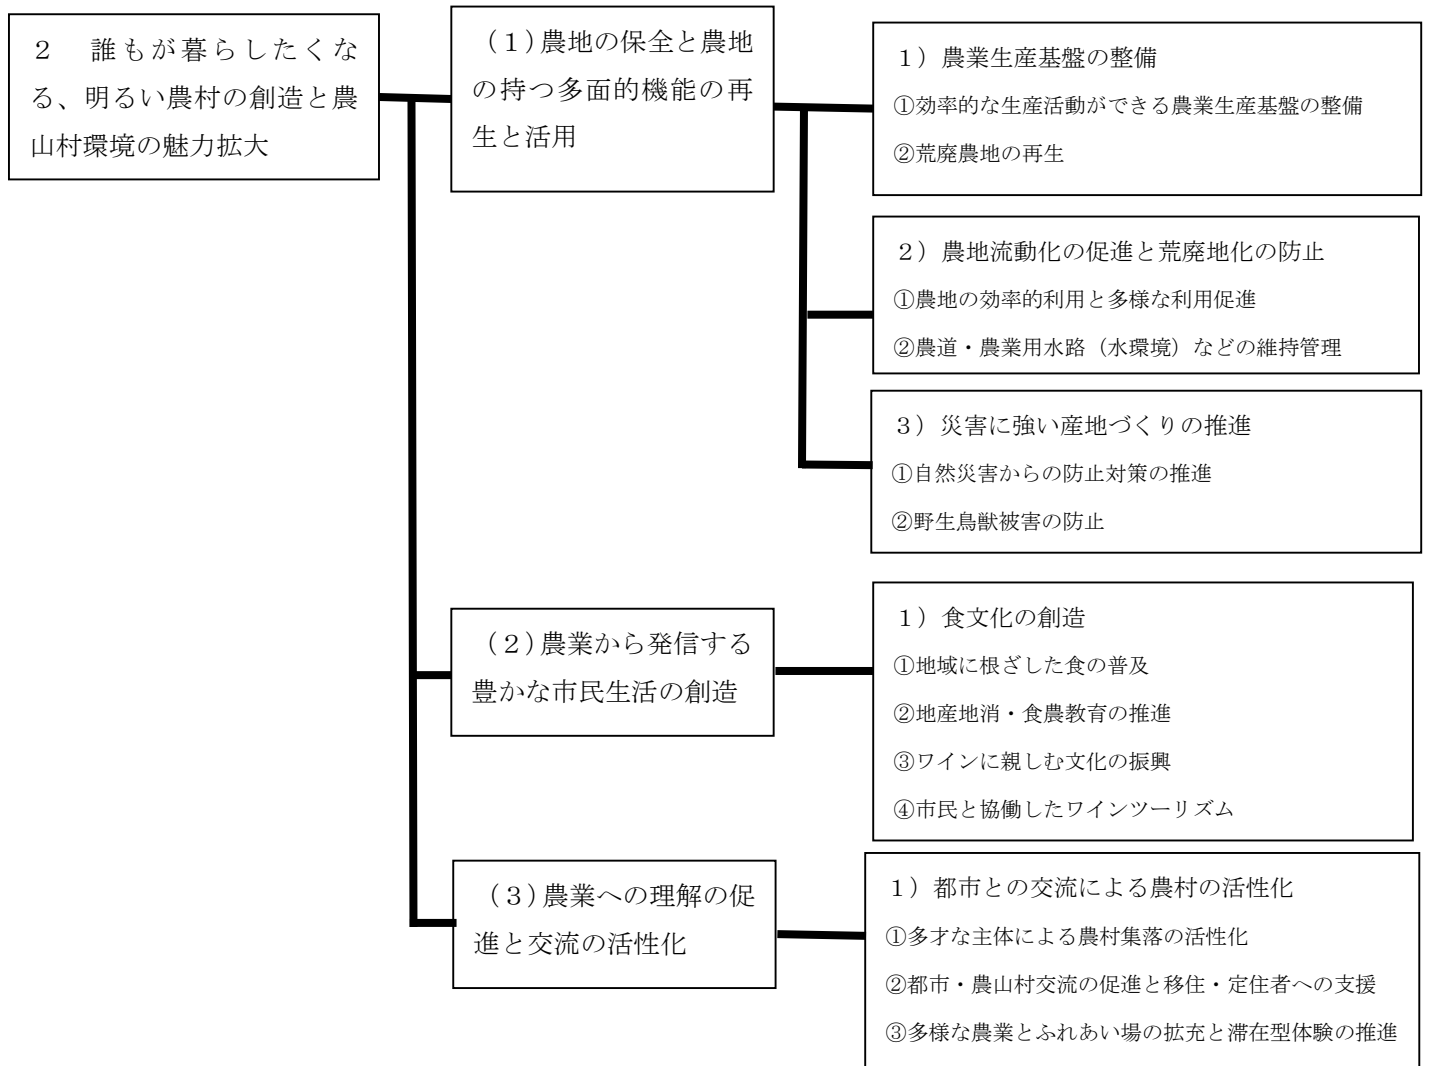 ２　誰もが暮らしたくな
る、明るい農村の創造と農
山村環境の魅力拡大
（１）農地の保全と農地
の持つ多面的機能の再
生と活用
１）農業生産基盤の整備
①効率的な生産活動ができる農業生産基盤の整備
②荒廃農地の再生
２）農地流動化の促進と荒廃地化の防止
①農地の効率的利用と多様な利用促進
②農道・農業用水路（水環境）などの維持管理
３）災害に強い産地づくりの推進
①自然災害からの防止対策の推進
②野生鳥獣被害の防止
（２）農業から発信する
豊かな市民生活の創造
１）食文化の創造
①地域に根ざした食の普及
②地産地消・食農教育の推進
③ワインに親しむ文化の振興
④市民と協働したワインツーリズム
（３）農業への理解の促
進と交流の活性化
１）都市との交流による農村の活性化
①多才な主体による農村集落の活性化
②都市・農山村交流の促進と移住・定住者への支援
③多様な農業とふれあい場の拡充と滞在型体験の推進